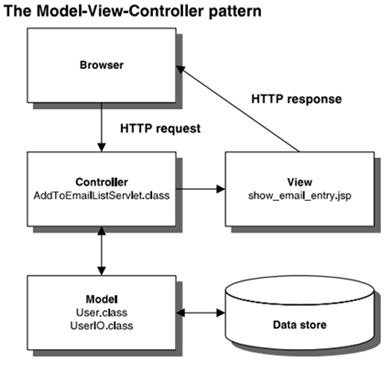 The Model-View-Controller pattern
Browser
HTTP response
HTTP request
Controller
AddToEmailListServlet.class
View
show_email_entry.jsp
Model
User.class
UserIO.class
Data store